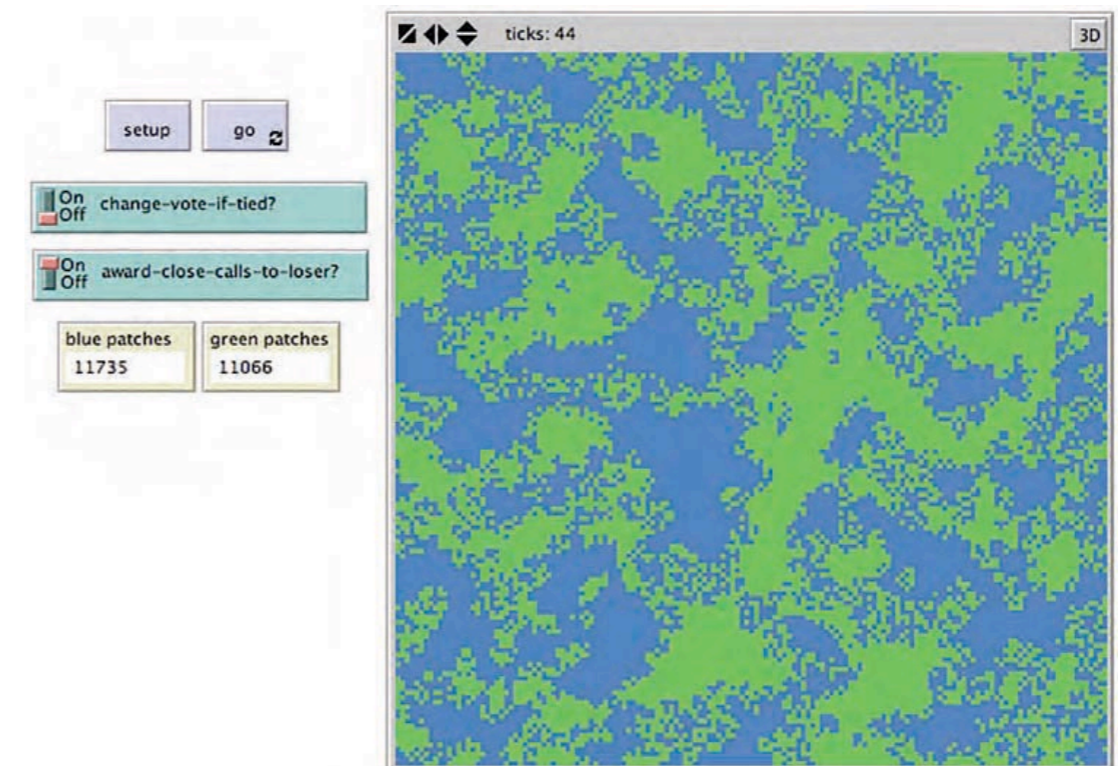 ticks: 44
3D
setup
go
On
Off
change-vote-if-tied?
On
Off
award-close-calls-to-loser?
blue patches
11735
green patches
11066